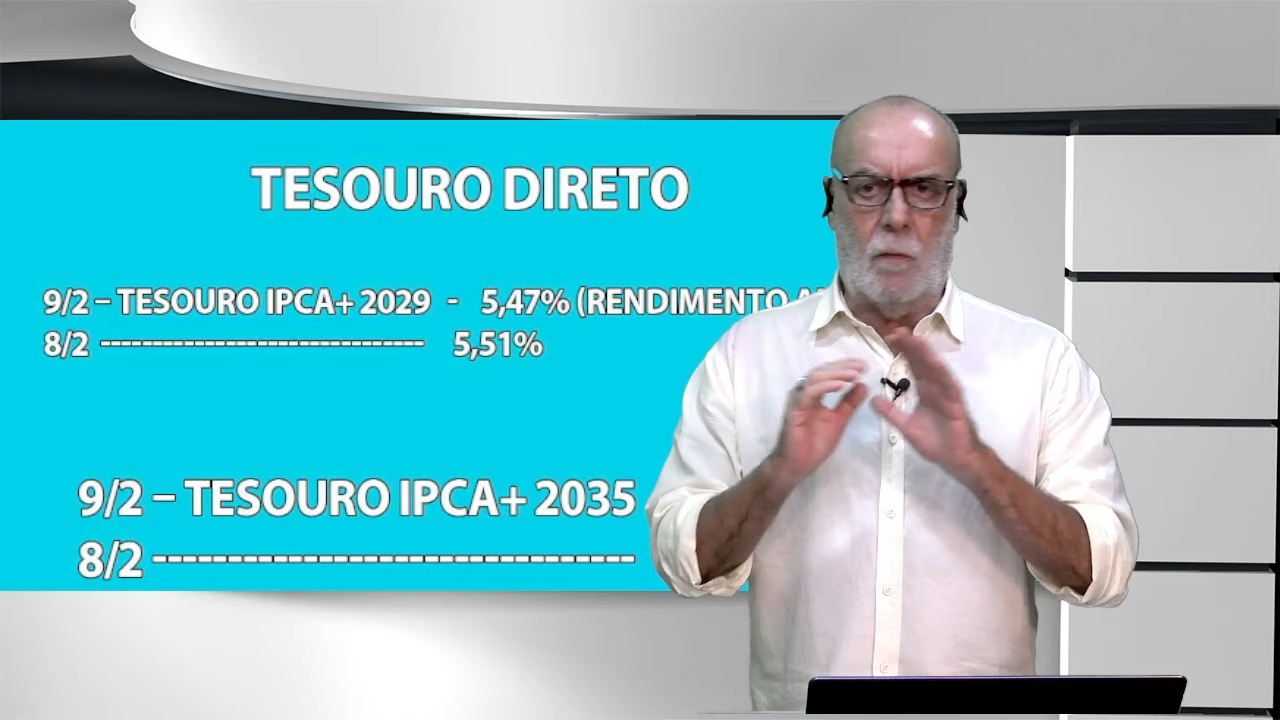 TESOURO DIRETO
9/2 – TESOURO IPCA+ 2029 - 5,47% (RENDIMENTO
8/2 ------------------------------- 5,51%
9/2 – TESOURO IPCA+ 2035
8/2 -------------------------------